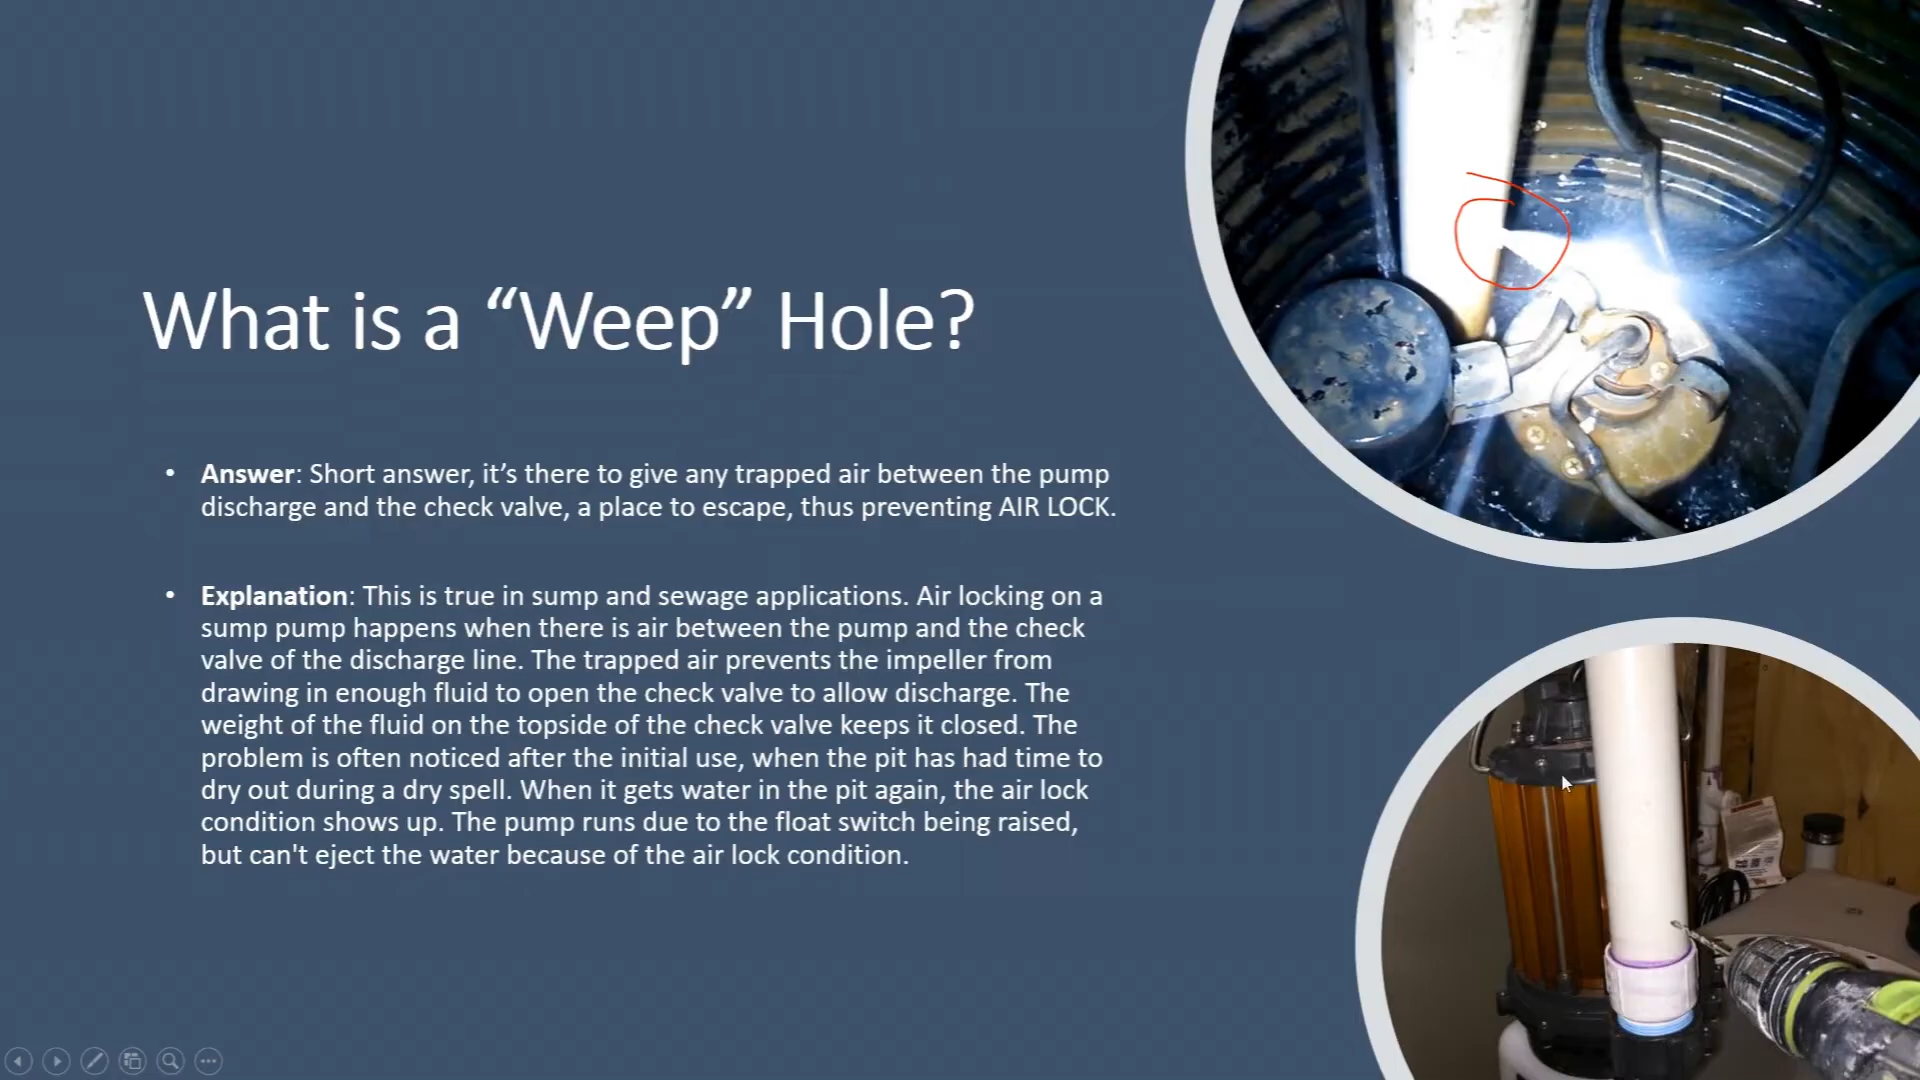 What is a “Weep” Hole?
• Answer: Short answer, it’s there to give any trapped air between the pump
discharge and the check valve, a place to escape, thus preventing AIR LOCK.
• Explanation: This is true in sump and sewage applications. Air locking on a
sump pump happens when there is air between the pump and the check
valve of the discharge line. The trapped air prevents the impeller from
drawing in enough fluid to open the check valve to allow discharge. The
weight of the fluid on the topside of the check valve keeps it closed. The
problem is often noticed after the initial use, when the pit has had time to
dry out during a dry spell. When it gets water in the pit again, the air lock
condition shows up. The pump runs due to the float switch being raised,
but can't eject the water because of the air lock condition.